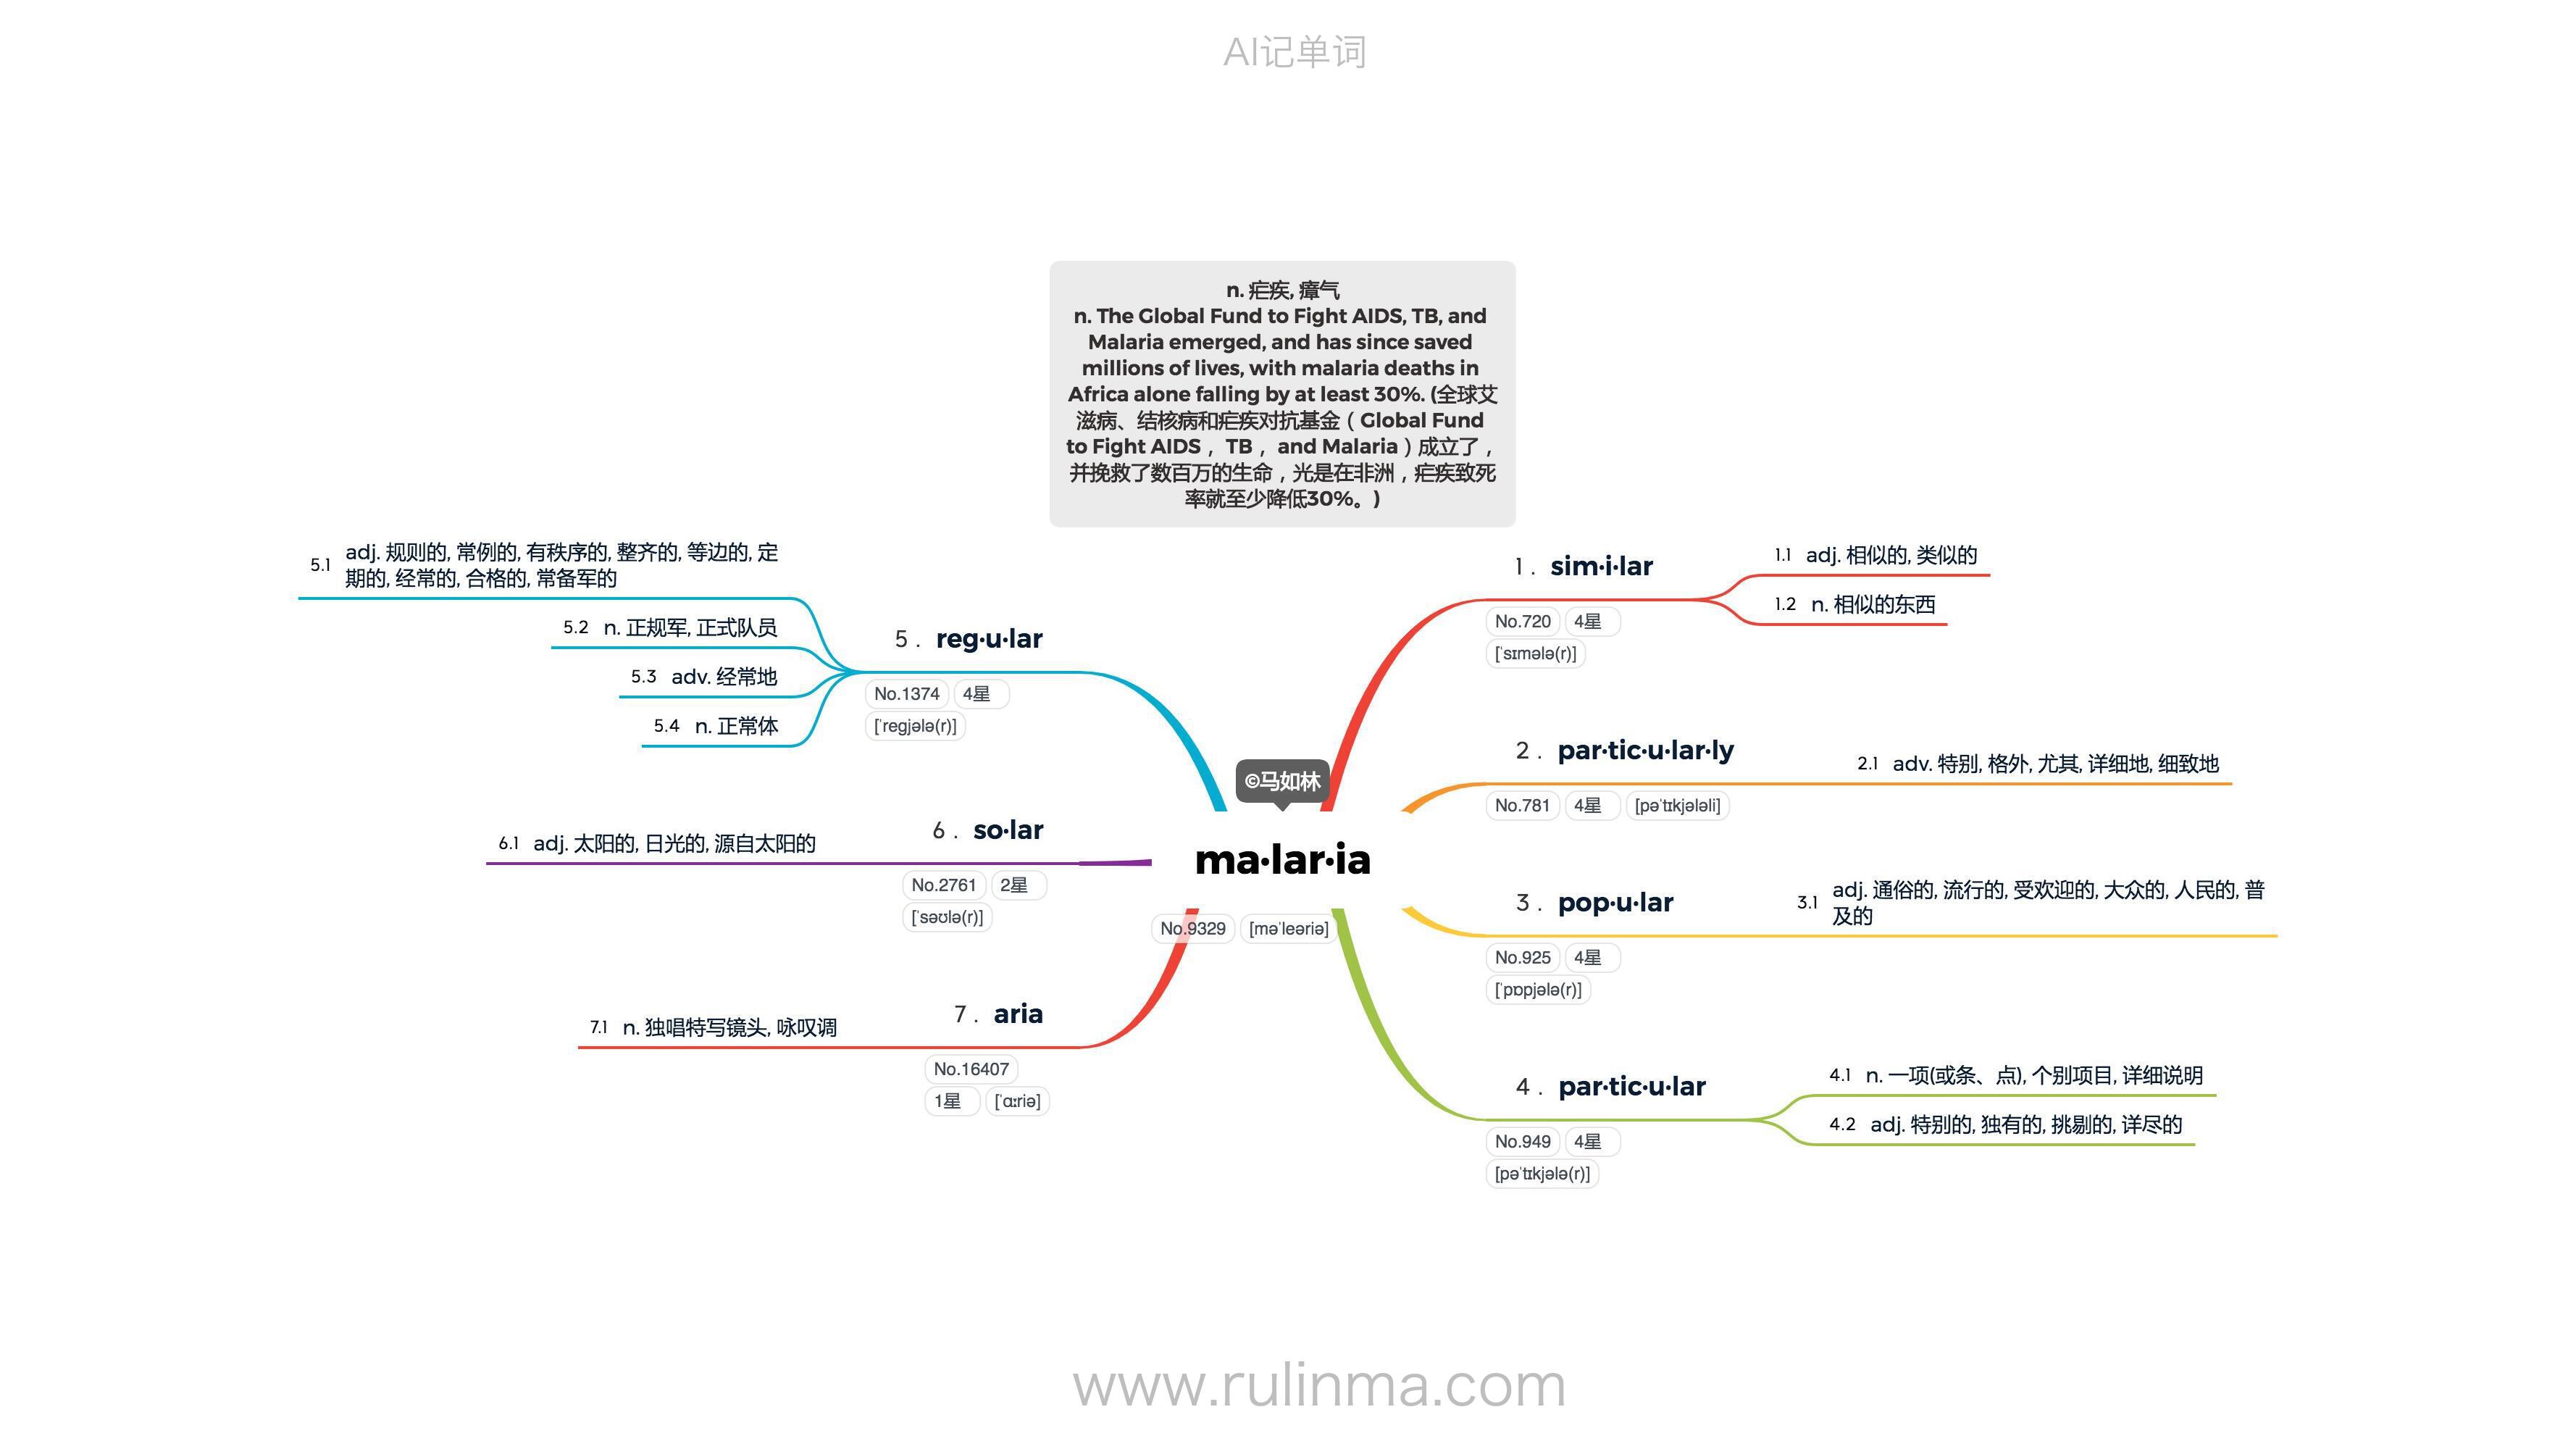 AI记单词
n. 疟疾, 瘴气
n. The Global Fund to Fight AIDS, TB, and
Malaria emerged, and has since saved
millions of lives, with malaria deaths in
Africa alone falling by at least 30%. (全球艾
滋病、结核病和疟疾对抗基金（Global Fund
to Fight AIDS， TB， and Malaria）成立了，
并挽救了数百万的生命，光是在非洲，疟疾致死
率就至少降低30%。)
©马如林
ma·lar·ia
No.9329 [məˈleəriə]
1. sim·i·lar
No.720 4星
[ˈsɪmələ(r)]
1.1 adj. 相似的, 类似的
1.2 n. 相似的东西
2. par·tic·u·lar·ly
No.781 4星 [pəˈtɪkjələli]
2.1 adv. 特别, 格外, 尤其, 详细地, 细致地
3. pop·u·lar
No.925 4星
[ˈpɒpjələ(r)]
3.1 adj. 通俗的, 流行的, 受欢迎的, 大众的, 人民的, 普
及的
4. par·tic·u·lar
No.949 4星
[pəˈtɪkjələ(r)]
4.1 n. 一项(或条、点), 个别项目, 详细说明
4.2 adj. 特别的, 独有的, 挑剔的, 详尽的
5. reg·u·lar
No.1374 4星
[ˈreɡjələ(r)]
5.1 adj. 规则的, 常例的, 有秩序的, 整齐的, 等边的, 定
期的, 经常的, 合格的, 常备军的
5.2 n. 正规军, 正式队员
5.3 adv. 经常地
5.4 n. 正常体
6. so·lar
No.2761 2星
[ˈsəʊlə(r)]
6.1 adj. 太阳的, 日光的, 源自太阳的
7. aria
No.16407
1星 [ˈɑːriə]
7.1 n. 独唱特写镜头, 咏叹调
www.rulinma.com